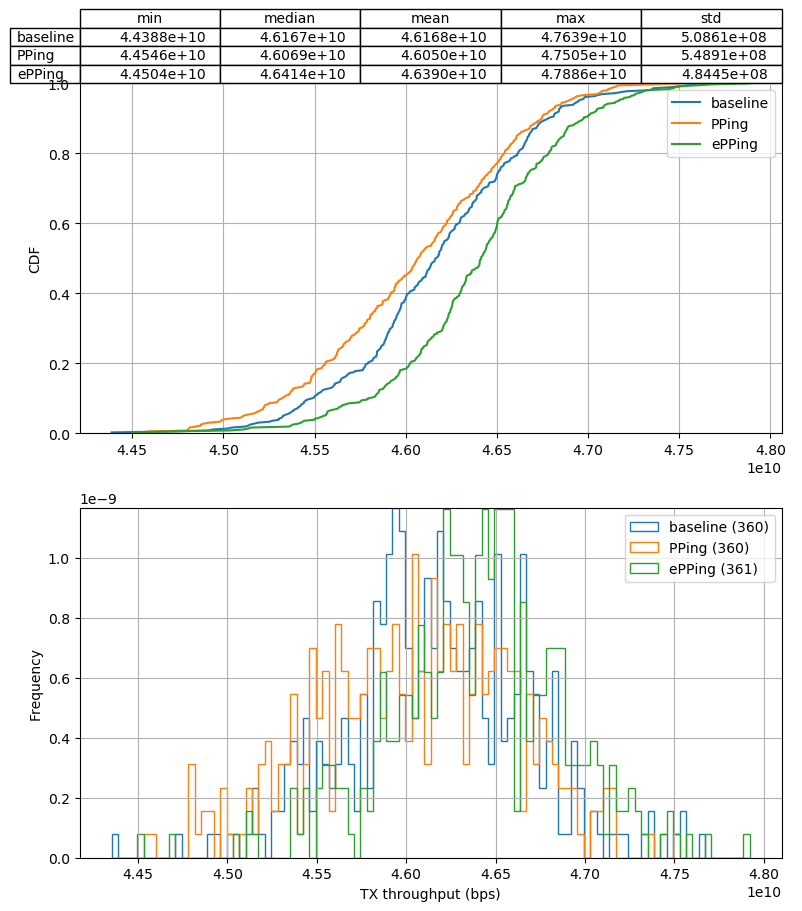 min median mean max std
baseline 4.4388e+10 4.6167e+10 4.6168e+10 4.7639e+10 5.0861e+08
PPing 4.4546e+10 4.6069e+10 4.6050e+10 4.7505e+10 5.4891e+08
ePPing 4.4504e+10 4.6414e+10 4.6390e+10 4.7886e+10 4.8445e+08
1.0
baseline
PPing
ePPing
0.8
0.6
CDF
0.4
0.2
0.0
4.45 4.50 4.55 4.60 4.65 4.70 4.75 4.80
1e10
1e−9
baseline (360)
PPing (360)
ePPing (361)
1.0
0.8
0.6
Frequency
0.4
0.2
0.0
4.45 4.50 4.55 4.60 4.65 4.70 4.75 4.80
TX throughput (bps)
1e10